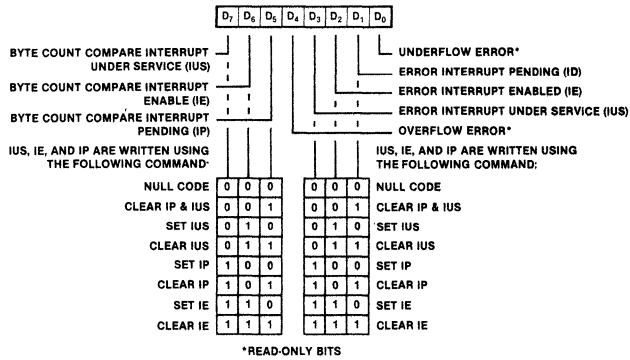 D7 D6 D5 D4 D3 D2 D1 D0
BYTE COUNT COMPARE INTERRUPT
UNDER SERVICE (IUS)
BYTE COUNT COMPARE INTERRUPT
ENABLE (IE)
BYTE COUNT COMPARE INTERRUPT
PENDING (IP)
UNDERFLOW ERROR*
ERROR INTERRUPT PENDING (ID)
ERROR INTERRUPT ENABLED (IE)
ERROR INTERRUPT UNDER SERVICE (IUS)
OVERFLOW ERROR*
IUS, IE, AND IP ARE WRITTEN USING
THE FOLLOWING COMMAND·
IUS, IE, AND IP ARE WRITTEN USING
THE FOLLOWING COMMAND:
NULL CODE 0 0 0 0 0 0 NULL CODE
CLEAR IP & IUS 0 0 1 0 0 1 CLEAR IP & IUS
SET IUS 0 1 0 0 1 0 SET IUS
CLEAR IUS 0 1 1 0 1 1 CLEAR IUS
SET IP 1 0 0 1 0 0 SET IP
CLEAR IP 1 0 1 1 0 1 CLEAR IP
SET IE 1 1 0 1 1 0 SET IE
CLEAR IE 1 1 1 1 1 1 CLEAR IE
*READ-ONLY BITS